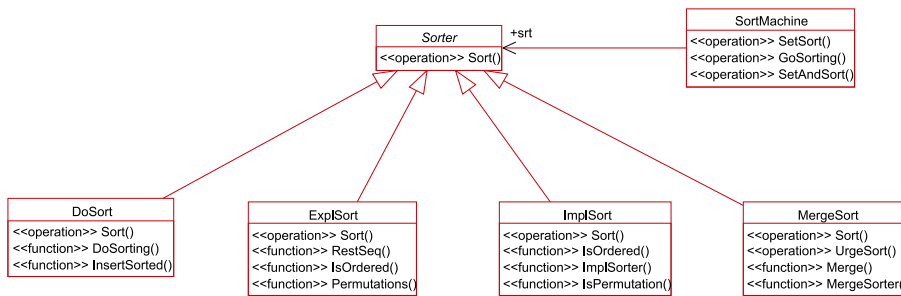 Sorter
<<operation>> Sort()
+srt
SortMachine
<<operation>> SetSort()
<<operation>> GoSorting()
<<operation>> SetAndSort()
DoSort
<<operation>> Sort()
<<function>> DoSorting()
<<function>> InsertSorted()
ExplSort
<<operation>> Sort()
<<function>> RestSeq()
<<function>> IsOrdered()
<<function>> Permutations()
ImplSort
<<operation>> Sort()
<<function>> IsOrdered()
<<function>> ImplSorter()
<<function>> IsPermutation()
MergeSort
<<operation>> Sort()
<<operation>> UrgeSort()
<<function>> Merge()
<<function>> MergeSorter()